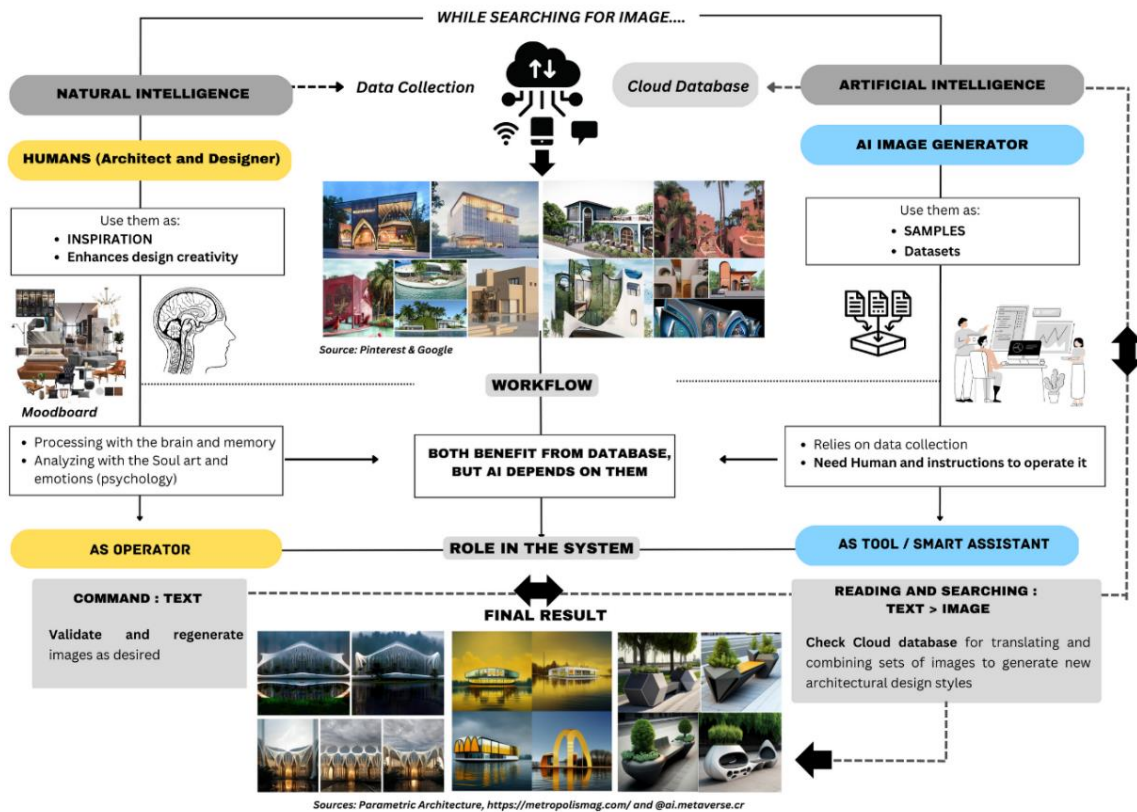 WHILE SEARCHING FOR IMAGE....
NATURAL INTELLIGENCE
Data Collection
Cloud Database
ARTIFICIAL INTELLIGENCE
HUMANS (Architect and Designer)
AI IMAGE GENERATOR
Use them as:
• INSPIRATION
• Enhances design creativity
Use them as:
• SAMPLES
• Datasets
Source: Pinterest & Google
Moodboard
WORKFLOW
• Processing with the brain and memory
• Analyzing with the Soul art and
emotions (psychology)
BOTH BENEFIT FROM DATABASE,
BUT AI DEPENDS ON THEM
• Relies on data collection
• Need Human and instructions to operate it
AS OPERATOR
ROLE IN THE SYSTEM
AS TOOL / SMART ASSISTANT
COMMAND : TEXT
Validate and regenerate
images as desired
FINAL RESULT
READING AND SEARCHING :
TEXT > IMAGE
Check Cloud database for translating and
combining sets of images to generate new
architectural design styles
Sources: Parametric Architecture, https://metropolismag.com/ and @ai.metaverse.cr